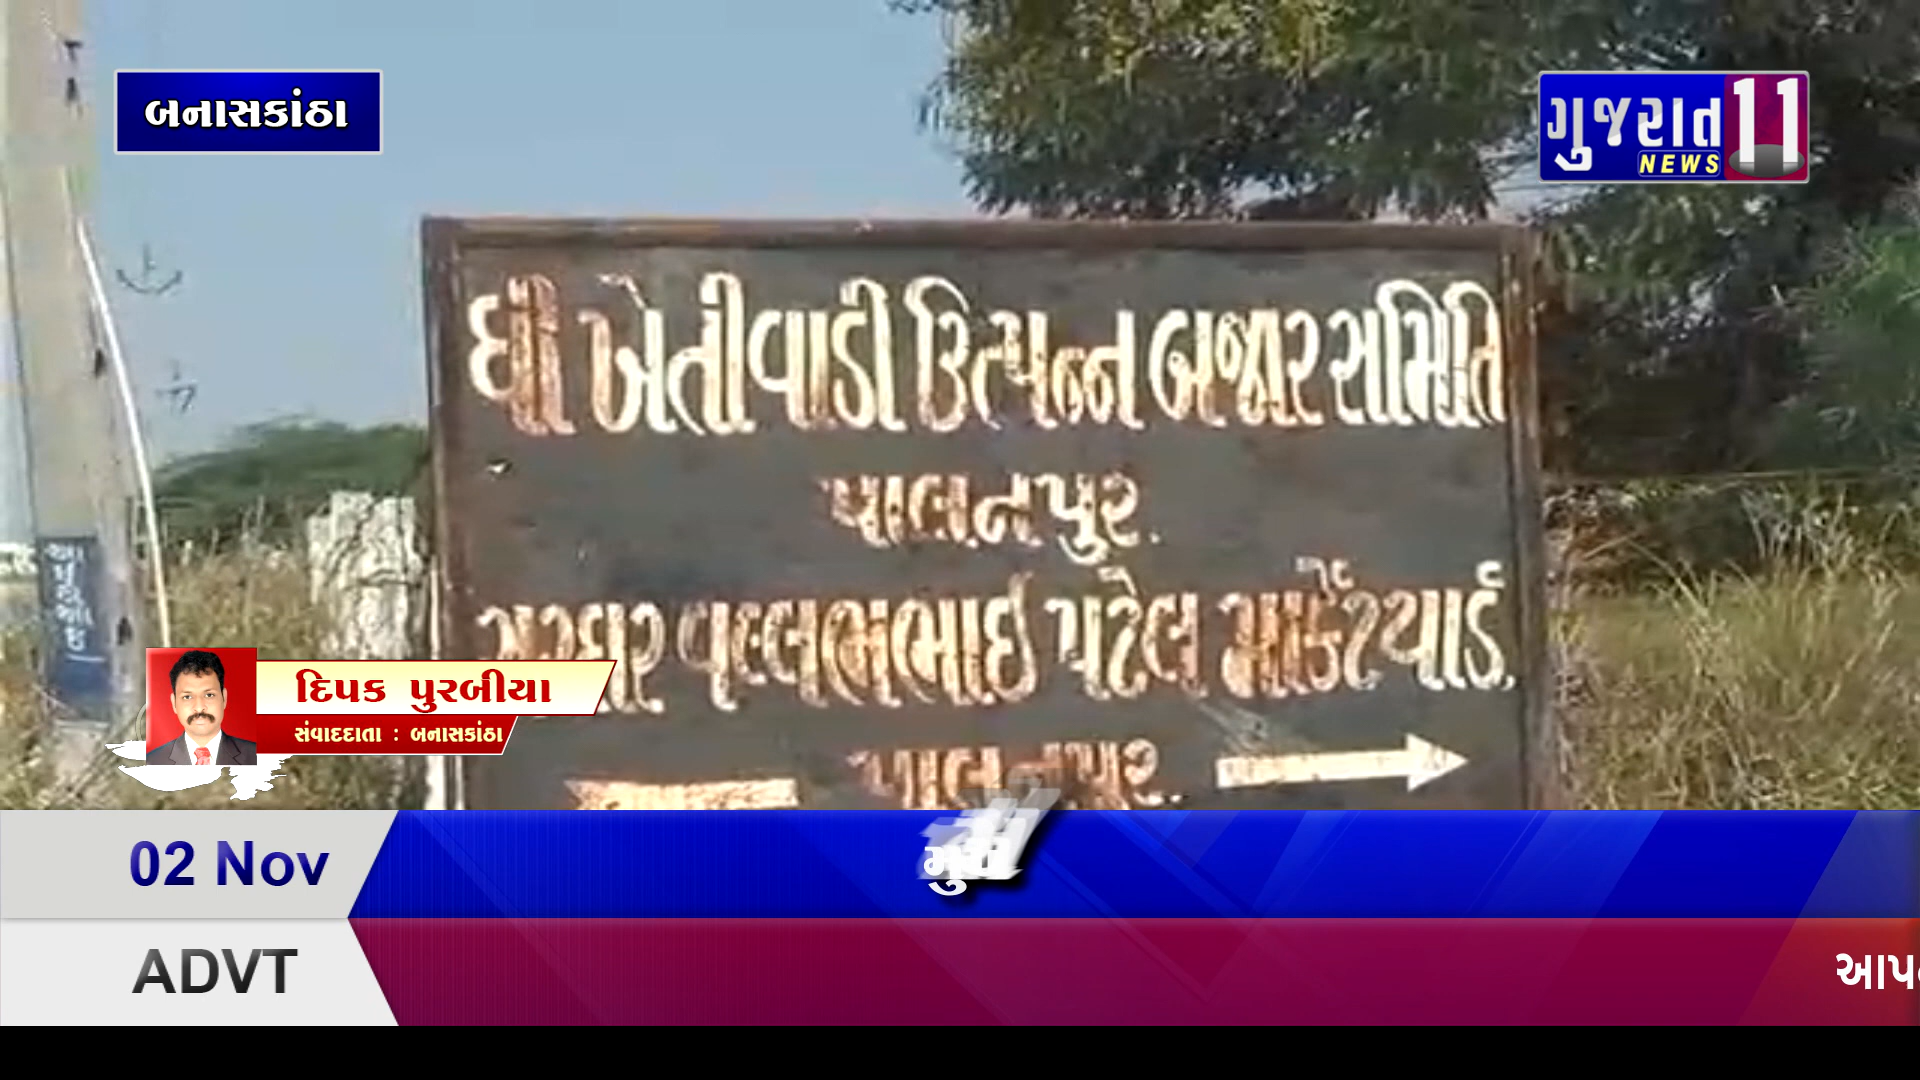 બનાસકાંઠા
ગુજરાત 11
NEWS
ધી ખેતીવાડી ઉત્પન્ન બજાર સમિતિ
પાલનપુર.
સરદાર વલ્લભભાઇ પટેલ માર્કેટયાર્ડ,
પાલનપુર.
દિપક પુરબીયા
સંવાદદાતા : બનાસકાંઠા
02 Nov
ADVT